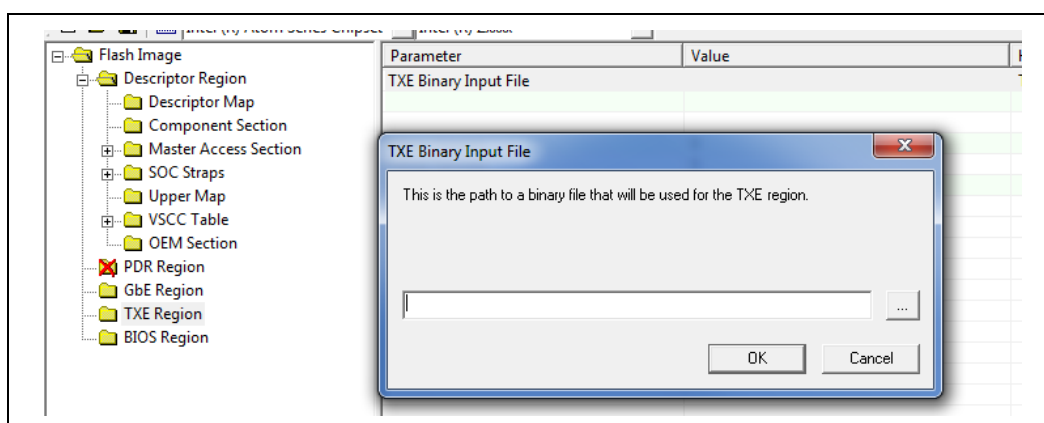 Flash Image
Descriptor Region
Descriptor Map
Component Section
Master Access Section
SOC Straps
Upper Map
VSCC Table
OEM Section
PDR Region
GbE Region
TXE Region
BIOS Region
Parameter Value
TXE Binary Input File
TXE Binary Input File
This is the path to a binary file that will be used for the TXE region.
...
OK Cancel